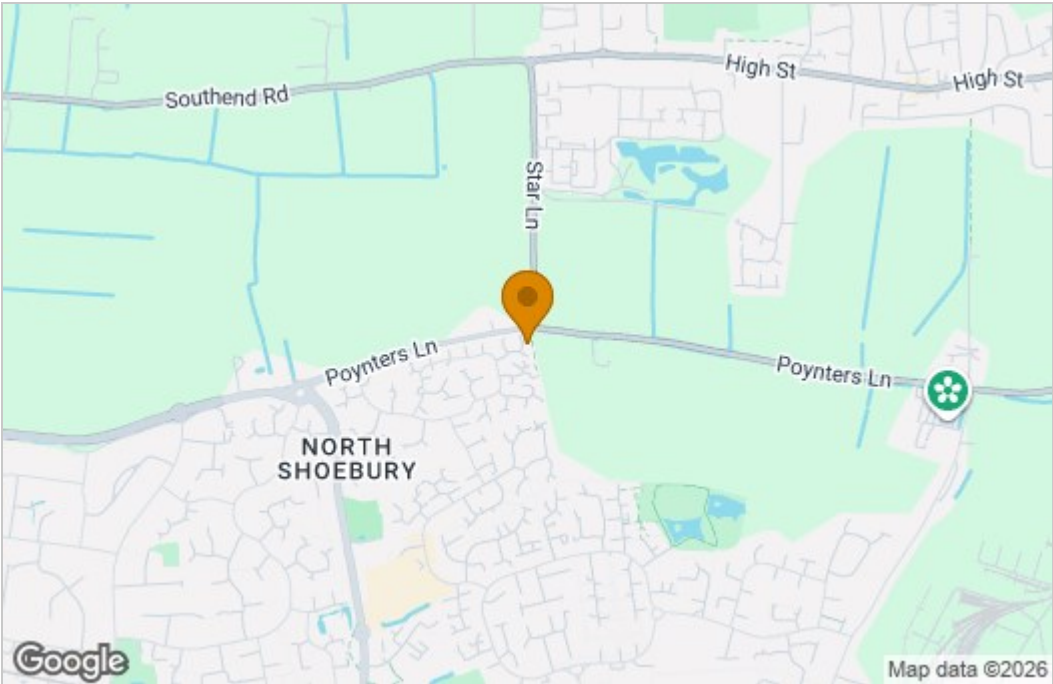 High St
High St
Southend Rd
Star Ln
Poynters Ln
Poynters Ln
NORTH
SHOEBURY
Google
Map data ©2026